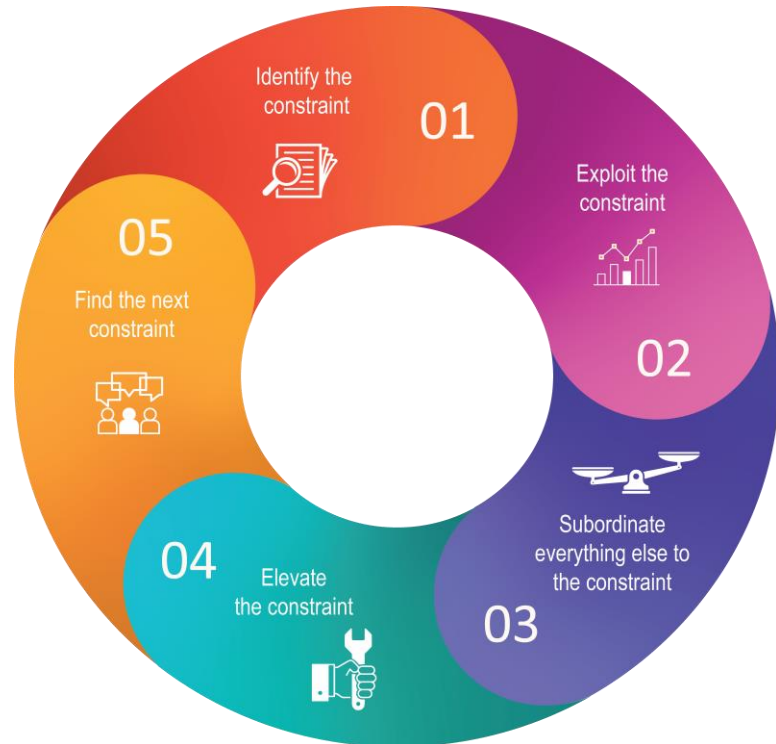 Identify the
constraint
01
Exploit the
constraint
02
Subordinate
everything else to
the constraint
03
04
Elevate
the constraint
05
Find the next
constraint